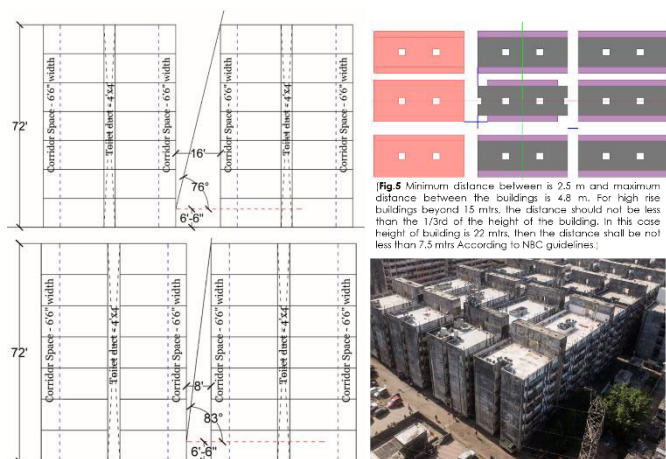 72'
Corridor Space - 6'6" width
Toilet duct - 4'X4'
Corridor Space - 6'6" width
Corridor Space - 6'6" width
Toilet duct - 4'X4'
Corridor Space - 6'6" width
16'
76°
6'-6"
72'
Corridor Space - 6'6" width
Toilet duct - 4'X4'
Corridor Space - 6'6" width
Corridor Space - 6'6" width
Toilet duct - 4'X4'
Corridor Space - 6'6" width
8'
83°
6'-6"
(Fig.5 Minimum distance between is 2.5 m and maximum
distance between the buildings is 4.8 m. For high rise
buildings beyond 15 mtrs, the distance should not be less
than the 1/3rd of the height of the building. In this case
height of building is 22 mtrs, then the distance shall be not
less than 7.5 mtrs According to NBC guidelines.)